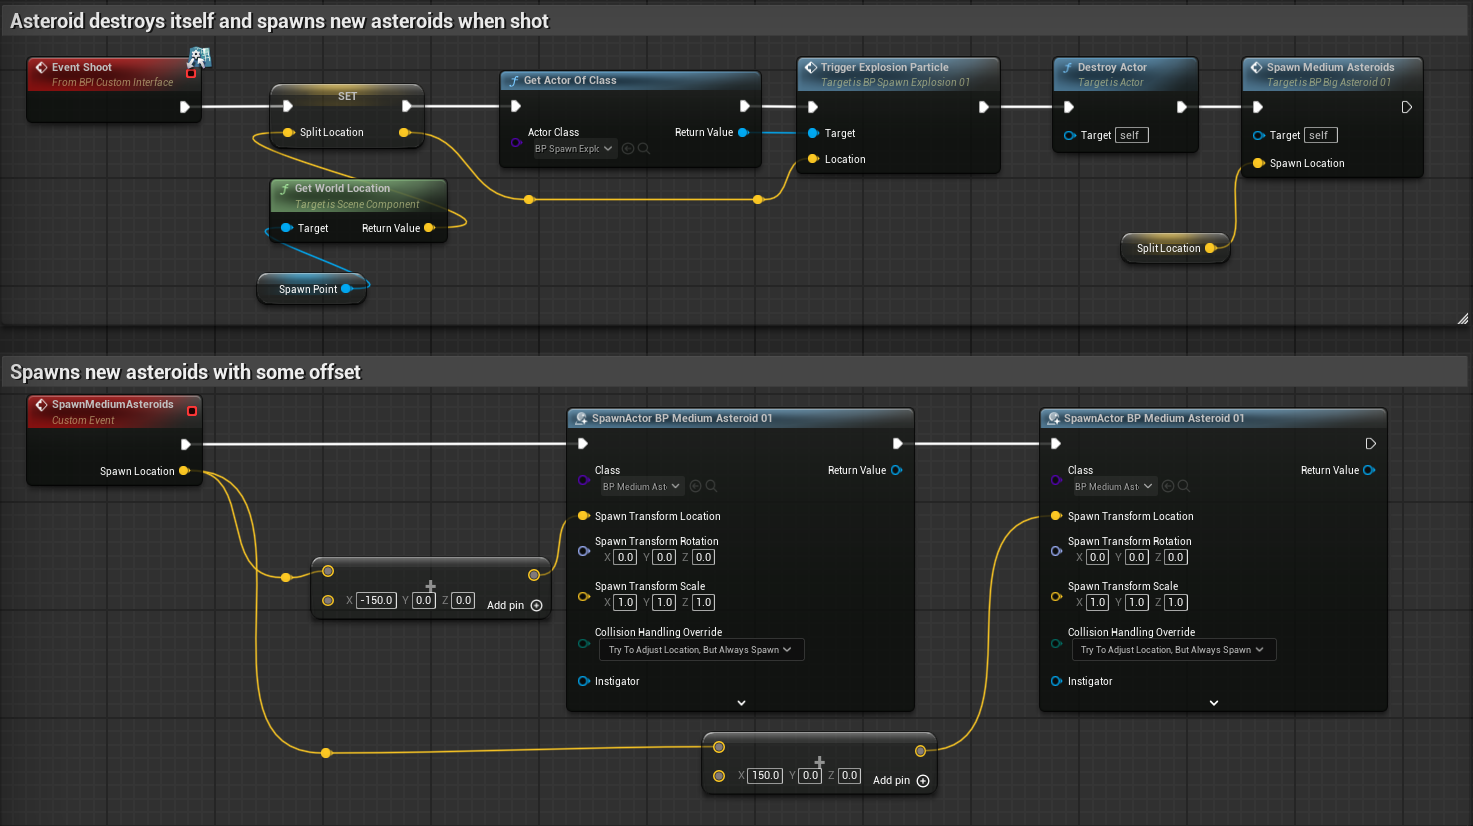 Asteroid destroys itself and spawns new asteroids when shot
Event Shoot
From BPI Custom Interface
SET
Split Location
Get World Location
Target is Scene Component
Target
Return Value
Spawn Point
Get Actor Of Class
Actor Class
BP Spawn Explc
Return Value
Trigger Explosion Particle
Target is BP Spawn Explosion 01
Target
Location
Destroy Actor
Target is Actor
Target self
Spawn Medium Asteroids
Target is BP Big Asteroid 01
Target self
Spawn Location
Split Location
Spawns new asteroids with some offset
SpawnMediumAsteroids
Custom Event
Spawn Location
X -150.0 Y 0.0 Z 0.0
Add pin
SpawnActor BP Medium Asteroid 01
Class
BP Medium Ast
Return Value
Spawn Transform Location
Spawn Transform Rotation
X 0.0 Y 0.0 Z 0.0
Spawn Transform Scale
X 1.0 Y 1.0 Z 1.0
Collision Handling Override
Try To Adjust Location, But Always Spawn
Instigator
X 150.0 Y 0.0 Z 0.0
Add pin
SpawnActor BP Medium Asteroid 01
Class
BP Medium Ast
Return Value
Spawn Transform Location
Spawn Transform Rotation
X 0.0 Y 0.0 Z 0.0
Spawn Transform Scale
X 1.0 Y 1.0 Z 1.0
Collision Handling Override
Try To Adjust Location, But Always Spawn
Instigator